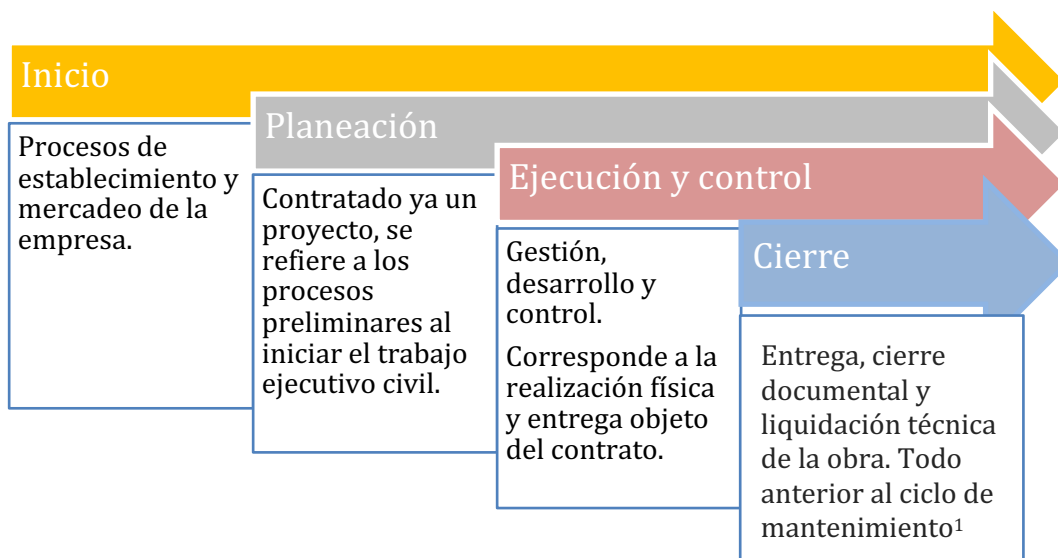 Inicio
Procesos de
establecimiento y
mercadeo de la
empresa.
Planeación
Contratado ya un
proyecto, se
refiere a los
procesos
preliminares al
iniciar el trabajo
ejecutivo civil.
Ejecución y control
Gestión,
desarrollo y
control.
Corresponde a la
realización física
y entrega objeto
del contrato.
Cierre
Entrega, cierre
documental y
liquidación técnica
de la obra. Todo
anterior al ciclo de
mantenimiento¹